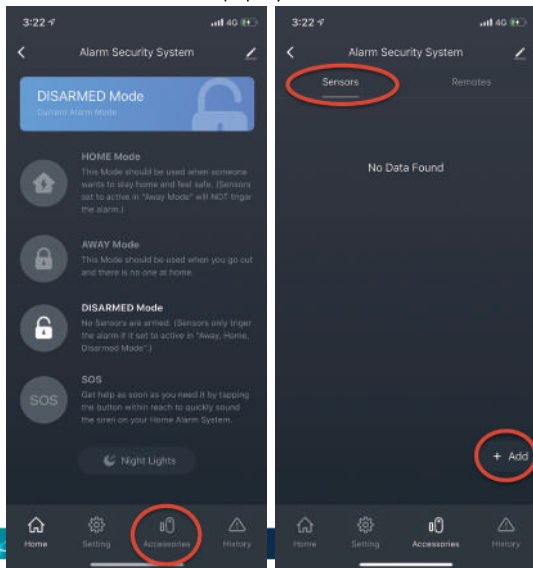 3:22
4G
Alarm Security System
DISARMED Mode
Current Alarm Mode
HOME Mode
This Mode should be used when someone
wants to stay home and feel safe. (Sensors
set to active in "Away Mode" will NOT triger
the alarm.)
AWAY Mode
This Mode should be used when you go out
and there is no one at home.
DISARMED Mode
No Sensors are armed. (Sensors only triger
the alarm if it set to active in "Away, Home,
Disarmed Mode".)
SOS
SOS
Get help as soon as you need it by tapping
the button within reach to quickly sound
the siren on your Home Alarm System.
Night Lights
Home
Setting
Accessories
History
3:22
4G
Alarm Security System
Sensors
Remotes
No Data Found
+ Add
Home
Setting
Accessories
History